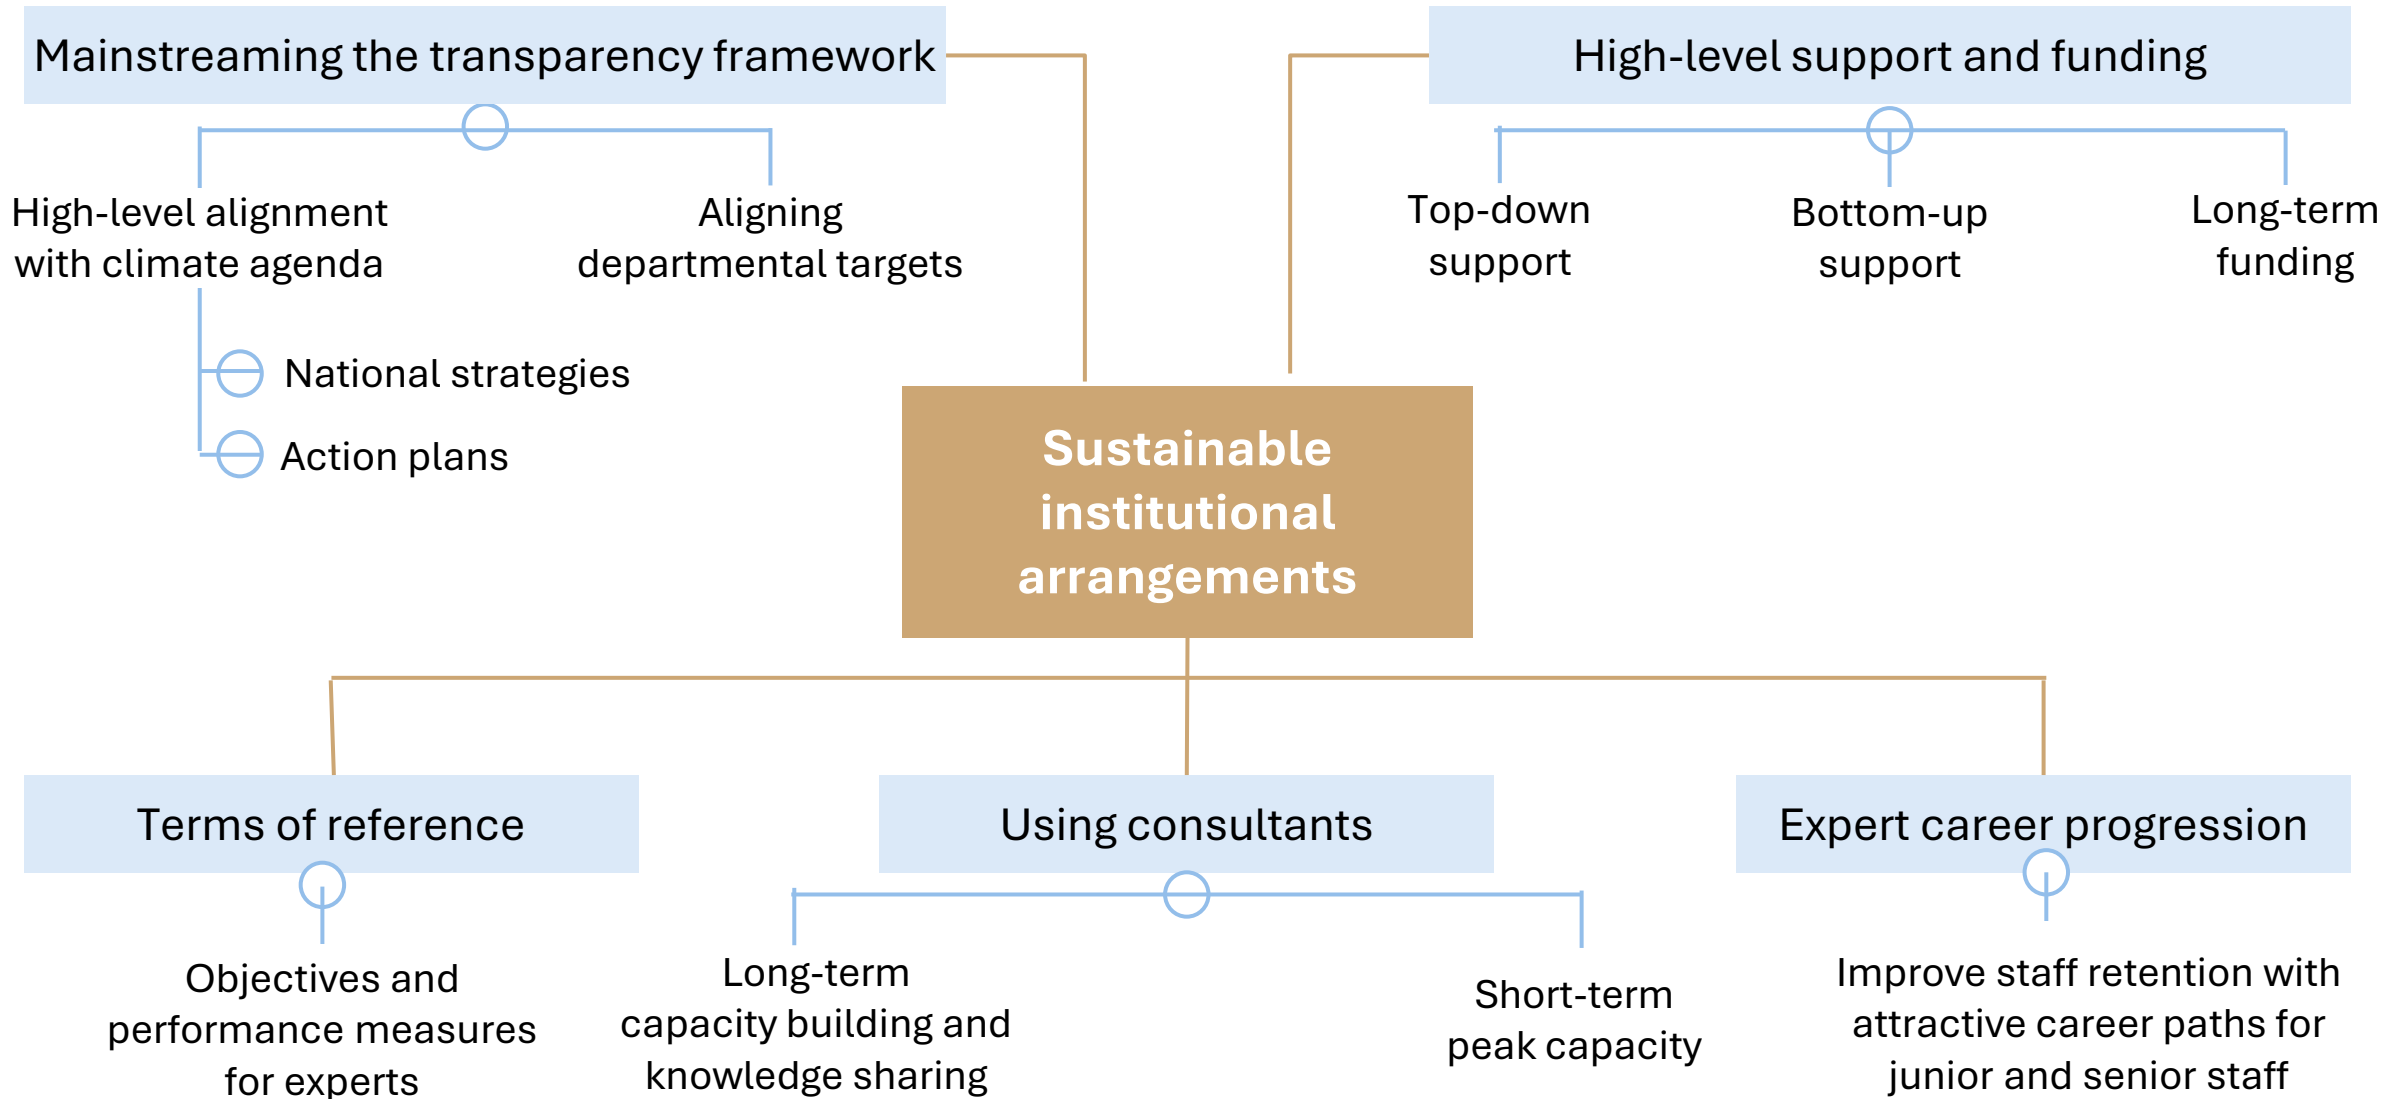 Mainstreaming the transparency framework
High-level support and funding
High-level alignment
with climate agenda
Aligning
departmental targets
Top-down
support
Bottom-up
support
Long-term
funding
National strategies
Action plans
Sustainable
institutional
arrangements
Terms of reference
Using consultants
Expert career progression
Objectives and
performance measures
for experts
Long-term
capacity building and
knowledge sharing
Short-term
peak capacity
Improve staff retention with
attractive career paths for
junior and senior staff